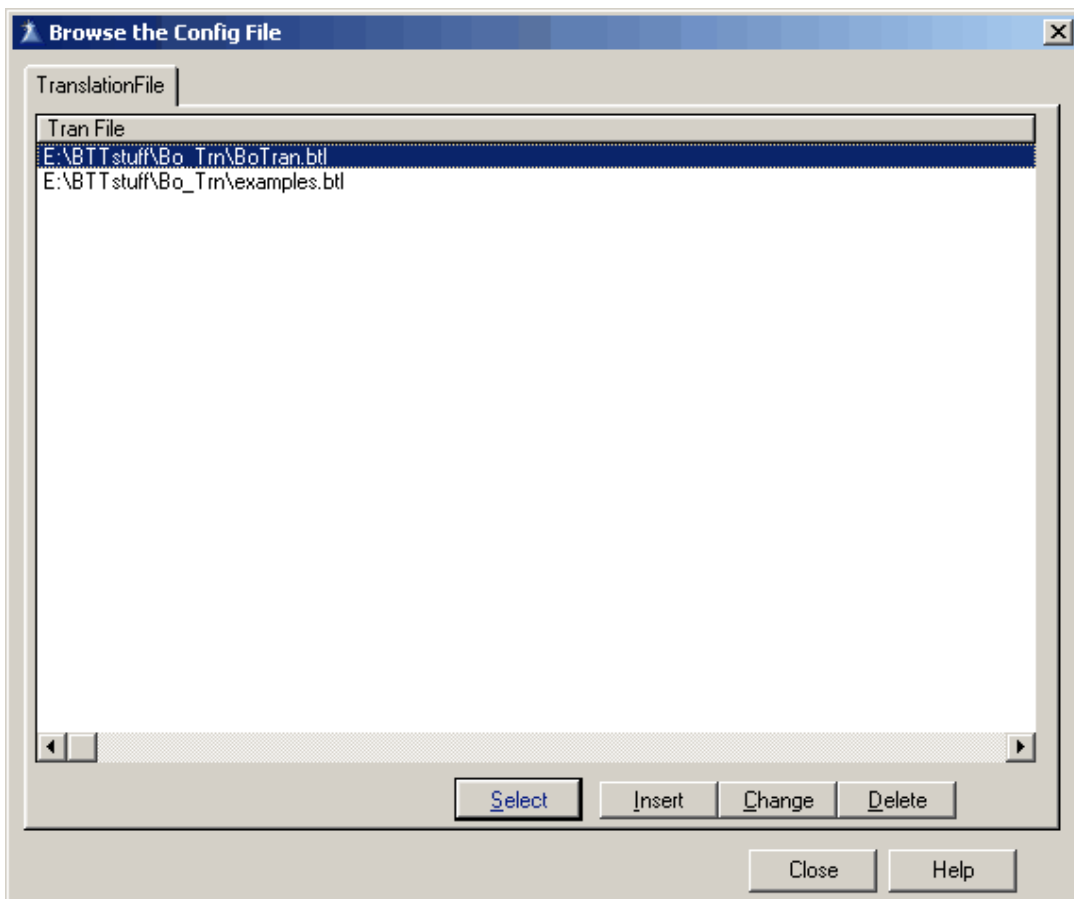 Browse the Config File
TranslationFile
Tran File
E:\BTTstuff\Bo_Trn\BoTran.btl
E:\BTTstuff\Bo_Trn\examples.btl
Select Insert Change Delete
Close Help